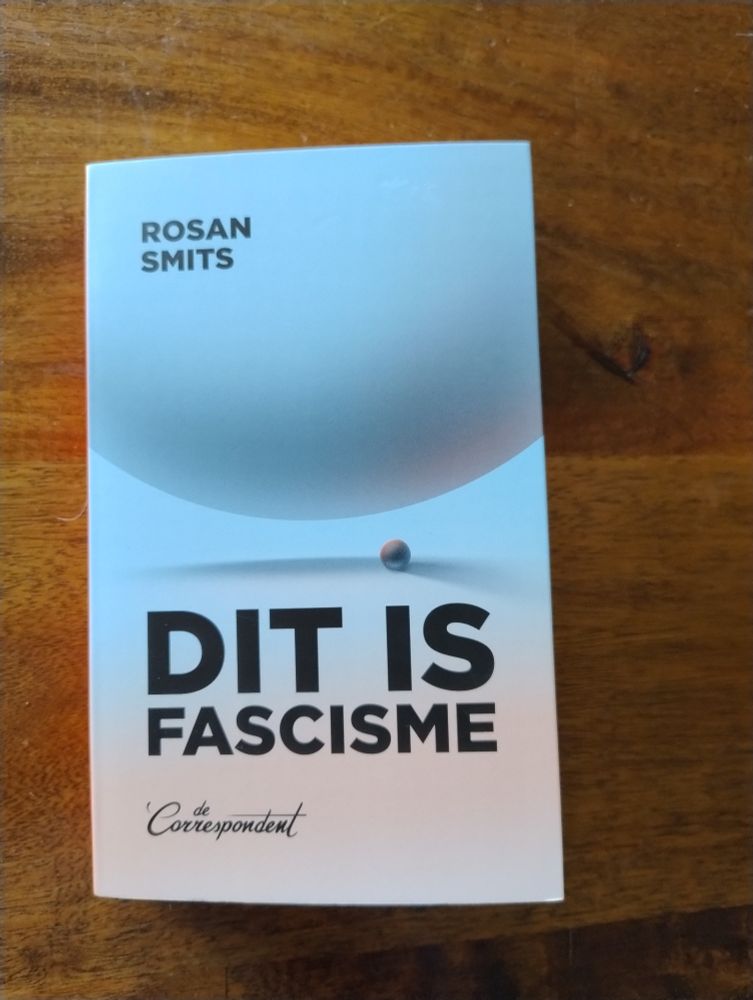 ROSAN
SMITS
DIT IS
FASCISME
de
Correspondent